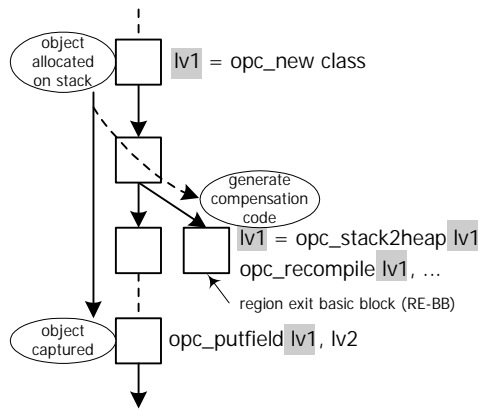 object
allocated
on stack
lv1 = opc_new class
generate
compensation
code
lv1 = opc_stack2heap lv1
opc_recompile lv1, ...
region exit basic block (RE-BB)
object
captured
opc_putfield lv1, lv2